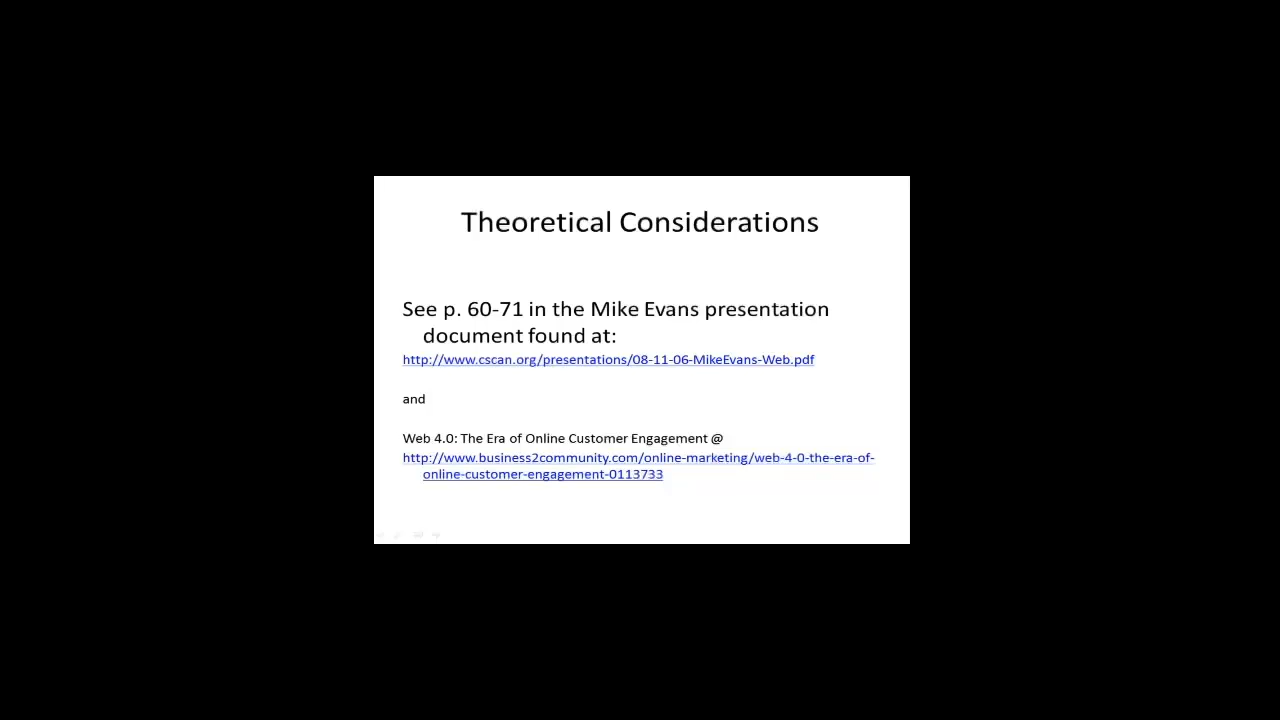 Theoretical Considerations
See p. 60-71 in the Mike Evans presentation
document found at:
http://www.cscan.org/presentations/08-11-06-MikeEvans-Web.pdf
and
Web 4.0: The Era of Online Customer Engagement @
http://www.business2community.com/online-marketing/web-4-0-the-era-of-
online-customer-engagement-0113733